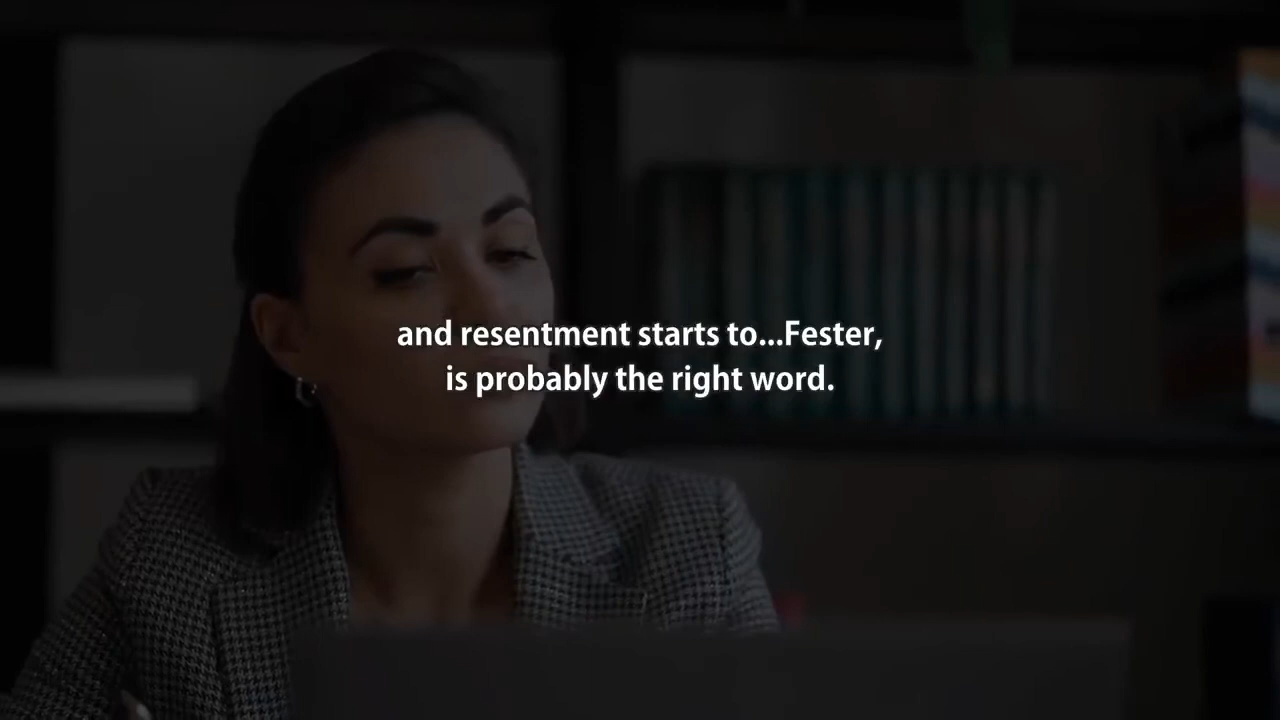 and resentment starts to...Fester,
is probably the right word.